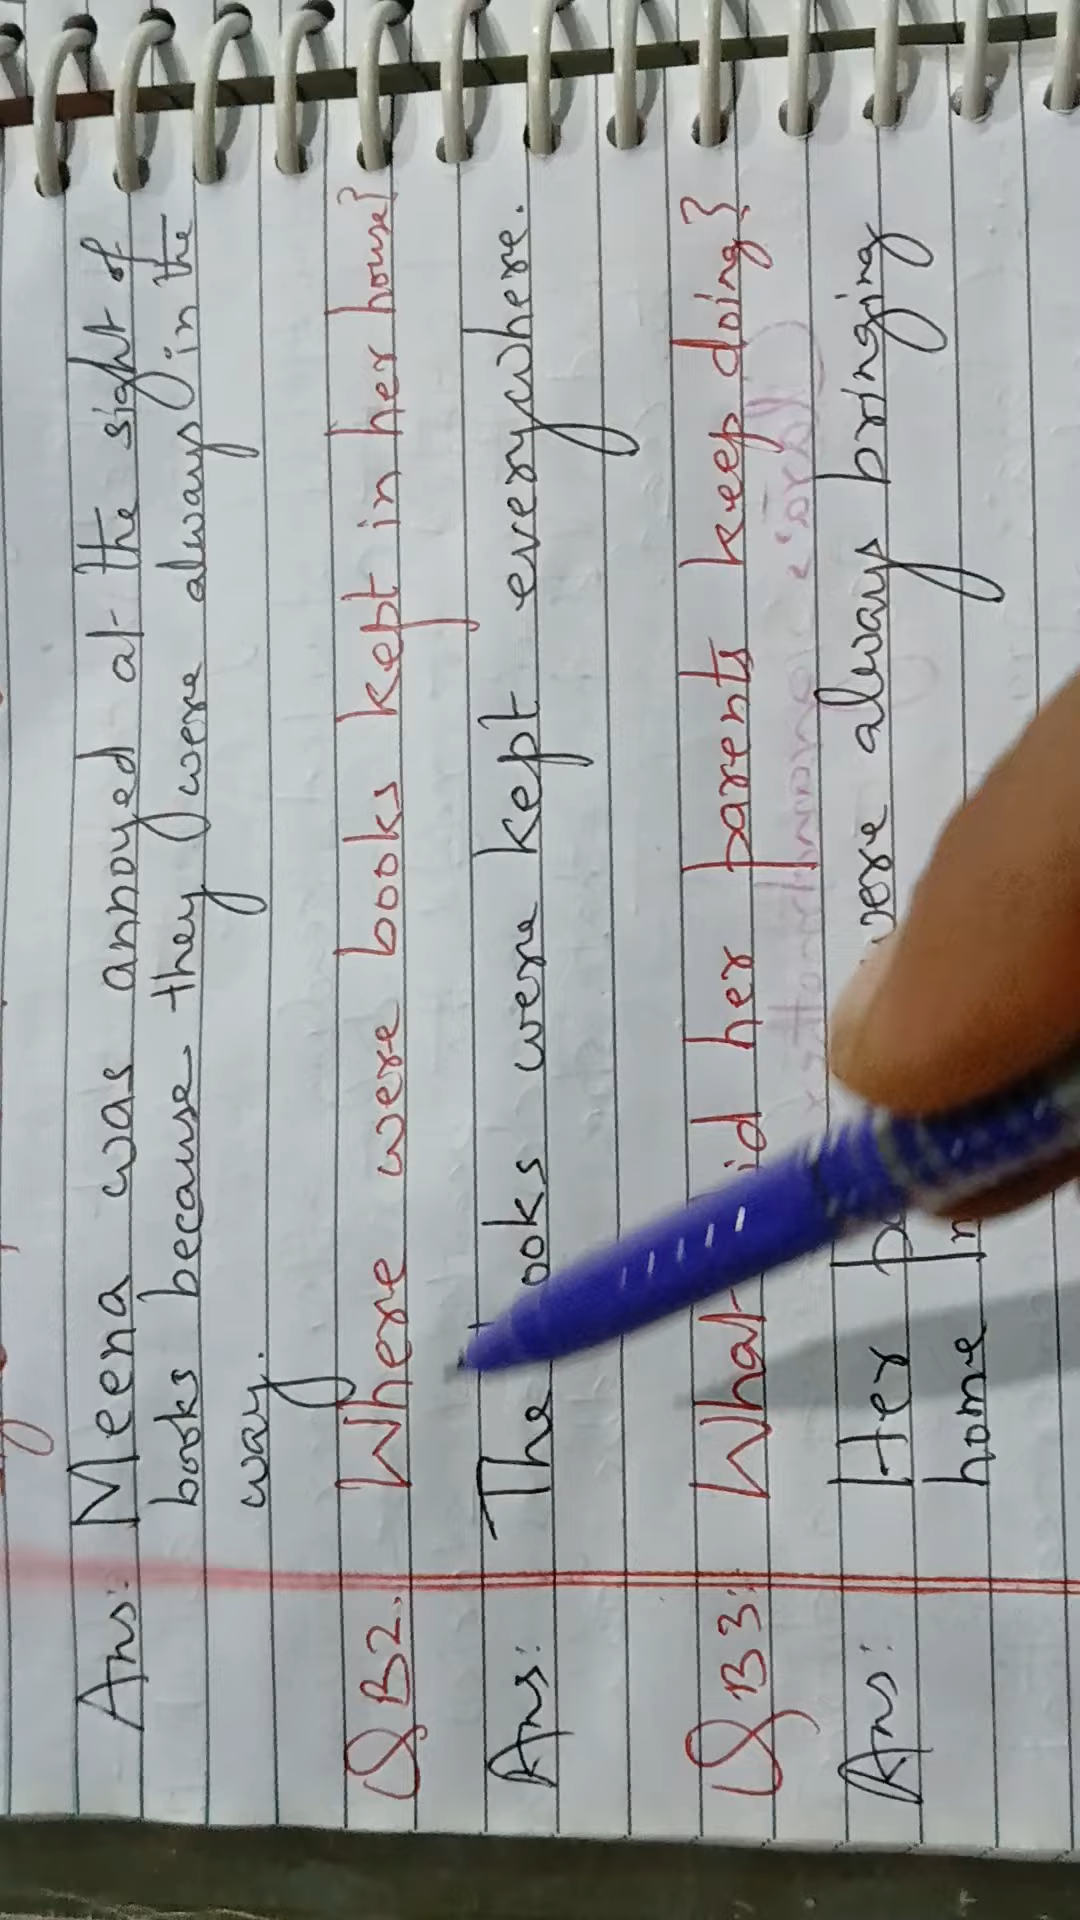 Ans: Meena was annoyed at the sight of
books because they were always in the
way.
Q B2. Where were books kept in her house?
Ans: The ooks were kept everywhere.
Q B3: What id her parents keep doing?
Ans: Her p were always bringing
home